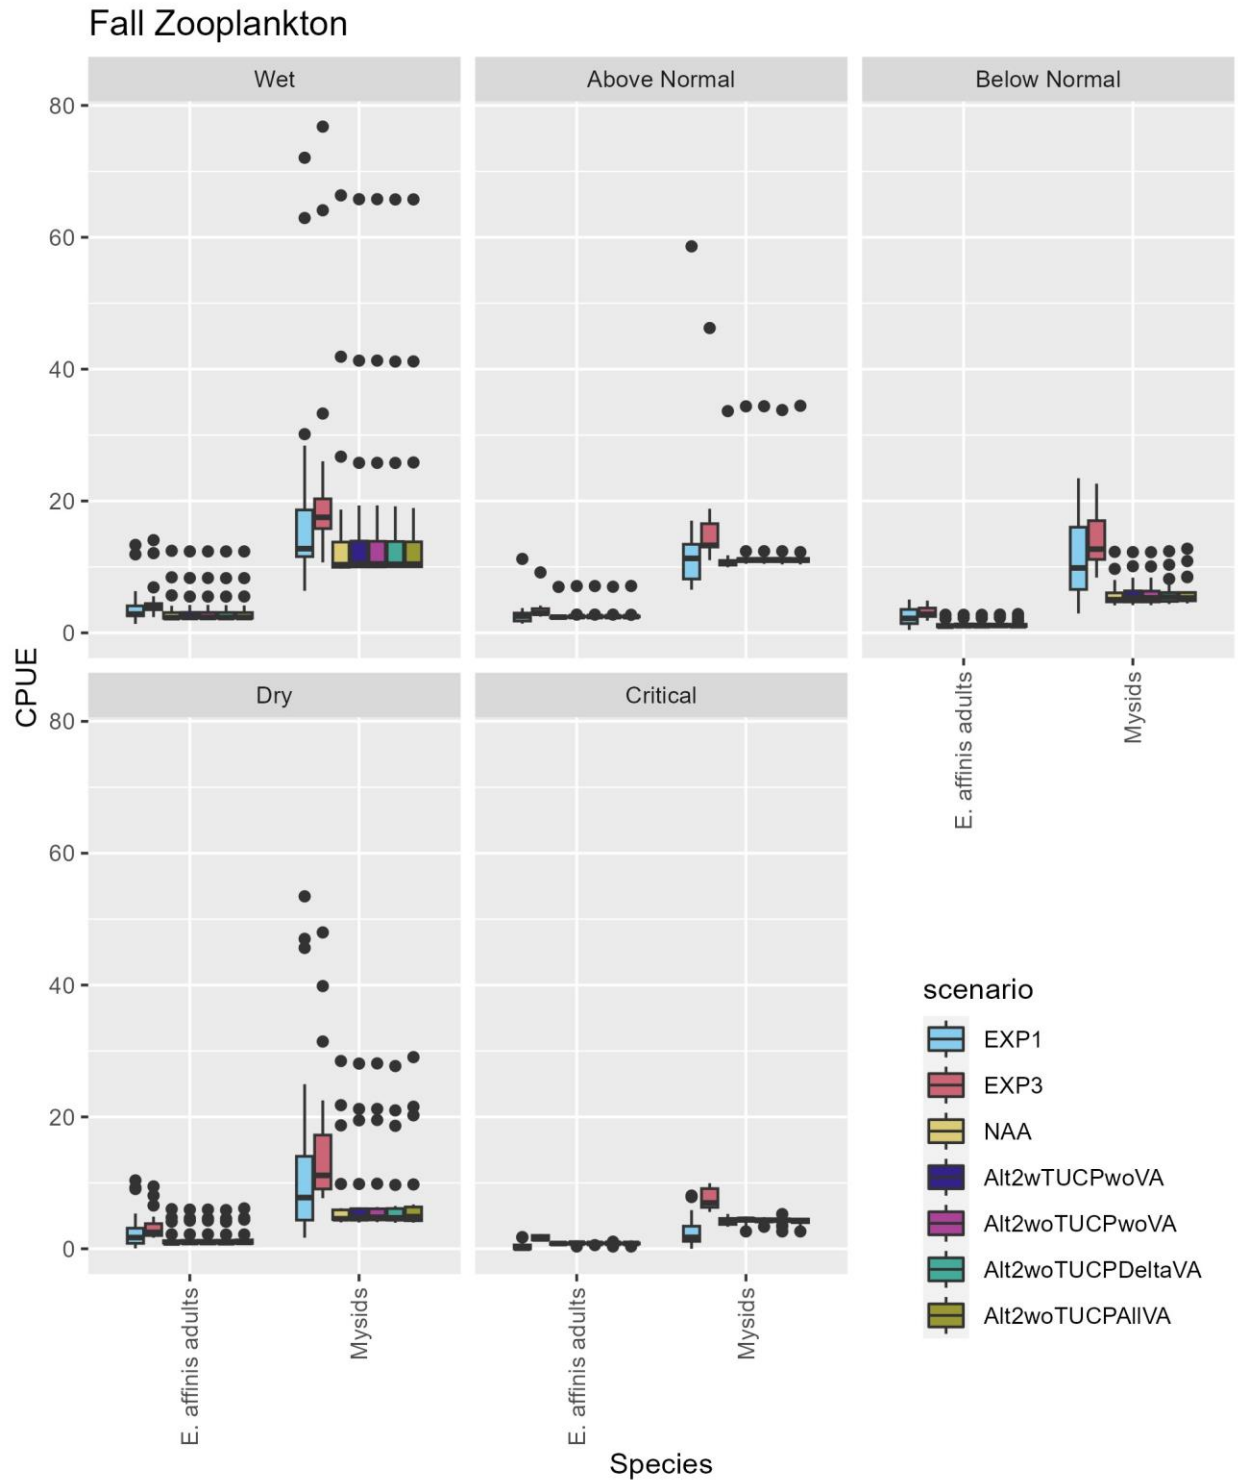 Fall Zooplankton
Wet
Above Normal
Below Normal
80
60
40
20
0
E. affinis adults
Mysids
CPUE
Dry
Critical
80
60
40
20
0
E. affinis adults
Mysids
E. affinis adults
Mysids
Species
scenario
EXP1
EXP3
NAA
Alt2wTUCPwoVA
Alt2woTUCPwoVA
Alt2woTUCPDeltaVA
Alt2woTUCPAllVA